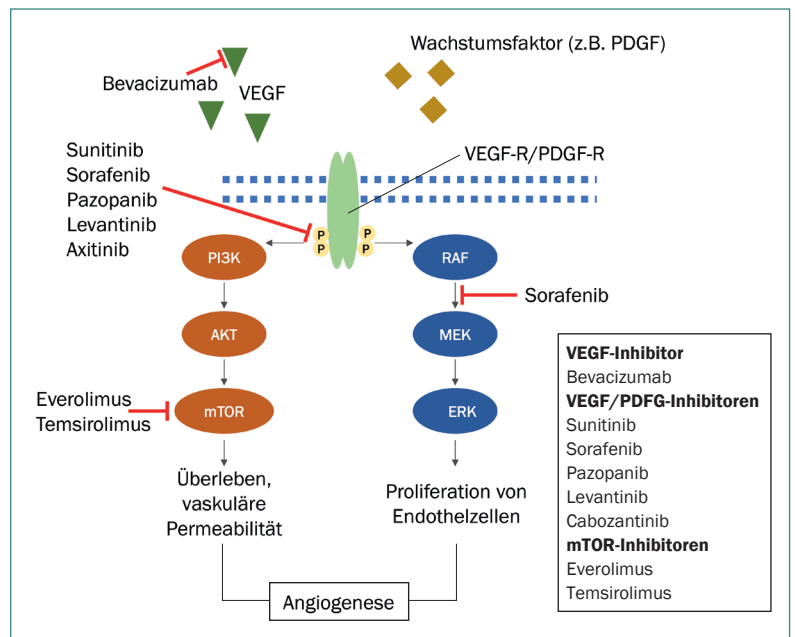 Wachstumsfaktor (z.B. PDGF)
Bevacizumab
VEGF
Sunitinib
Sorafenib
Pazopanib
Levantinib
Axitinib
VEGF-R/PDGF-R
P
P
P
P
PI3K
RAF
Sorafenib
AKT
MEK
Everolimus
Temsirolimus
mTOR
ERK
Überleben,
vaskuläre
Permeabilität
Proliferation von
Endothelzellen
Angiogenese
VEGF-Inhibitor
Bevacizumab
VEGF/PDFG-Inhibitoren
Sunitinib
Sorafenib
Pazopanib
Levantinib
Cabozantinib
mTOR-Inhibitoren
Everolimus
Temsirolimus